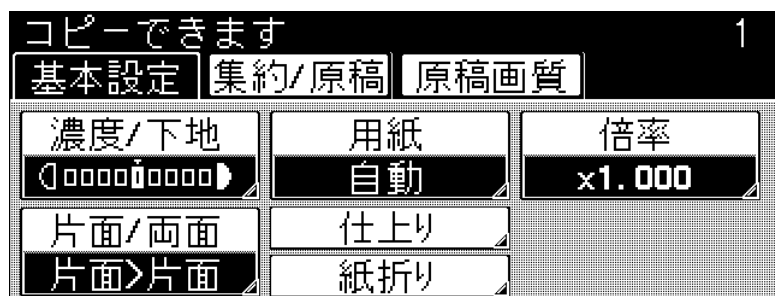 コピーできます 1
基本設定 集約/原稿 原稿画質
濃度/下地 用紙 倍率
自動 x1.000
片面/両面 仕上り
片面>片面 紙折り